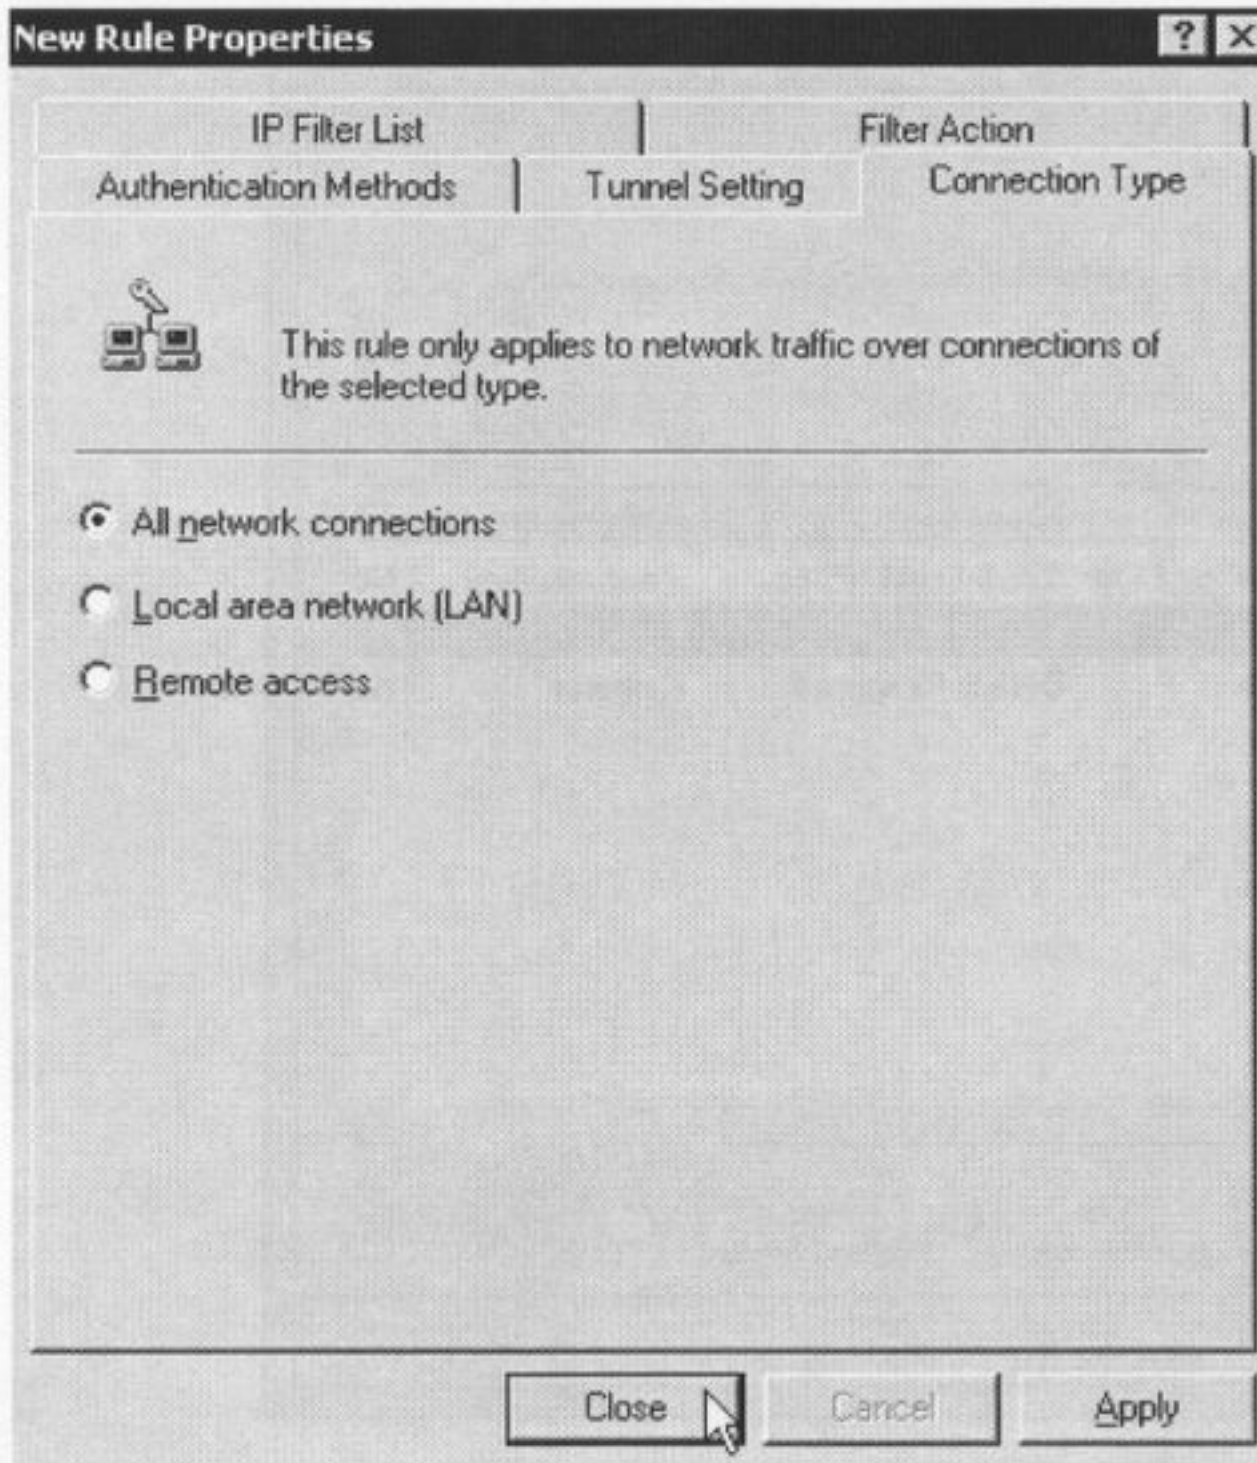 New Rule Properties
IP Filter List
Filter Action
Authentication Methods
Tunnel Setting
Connection Type
This rule only applies to network traffic over connections of
the selected type.
All network connections
Local area network (LAN)
Remote access
Close
Cancel
Apply